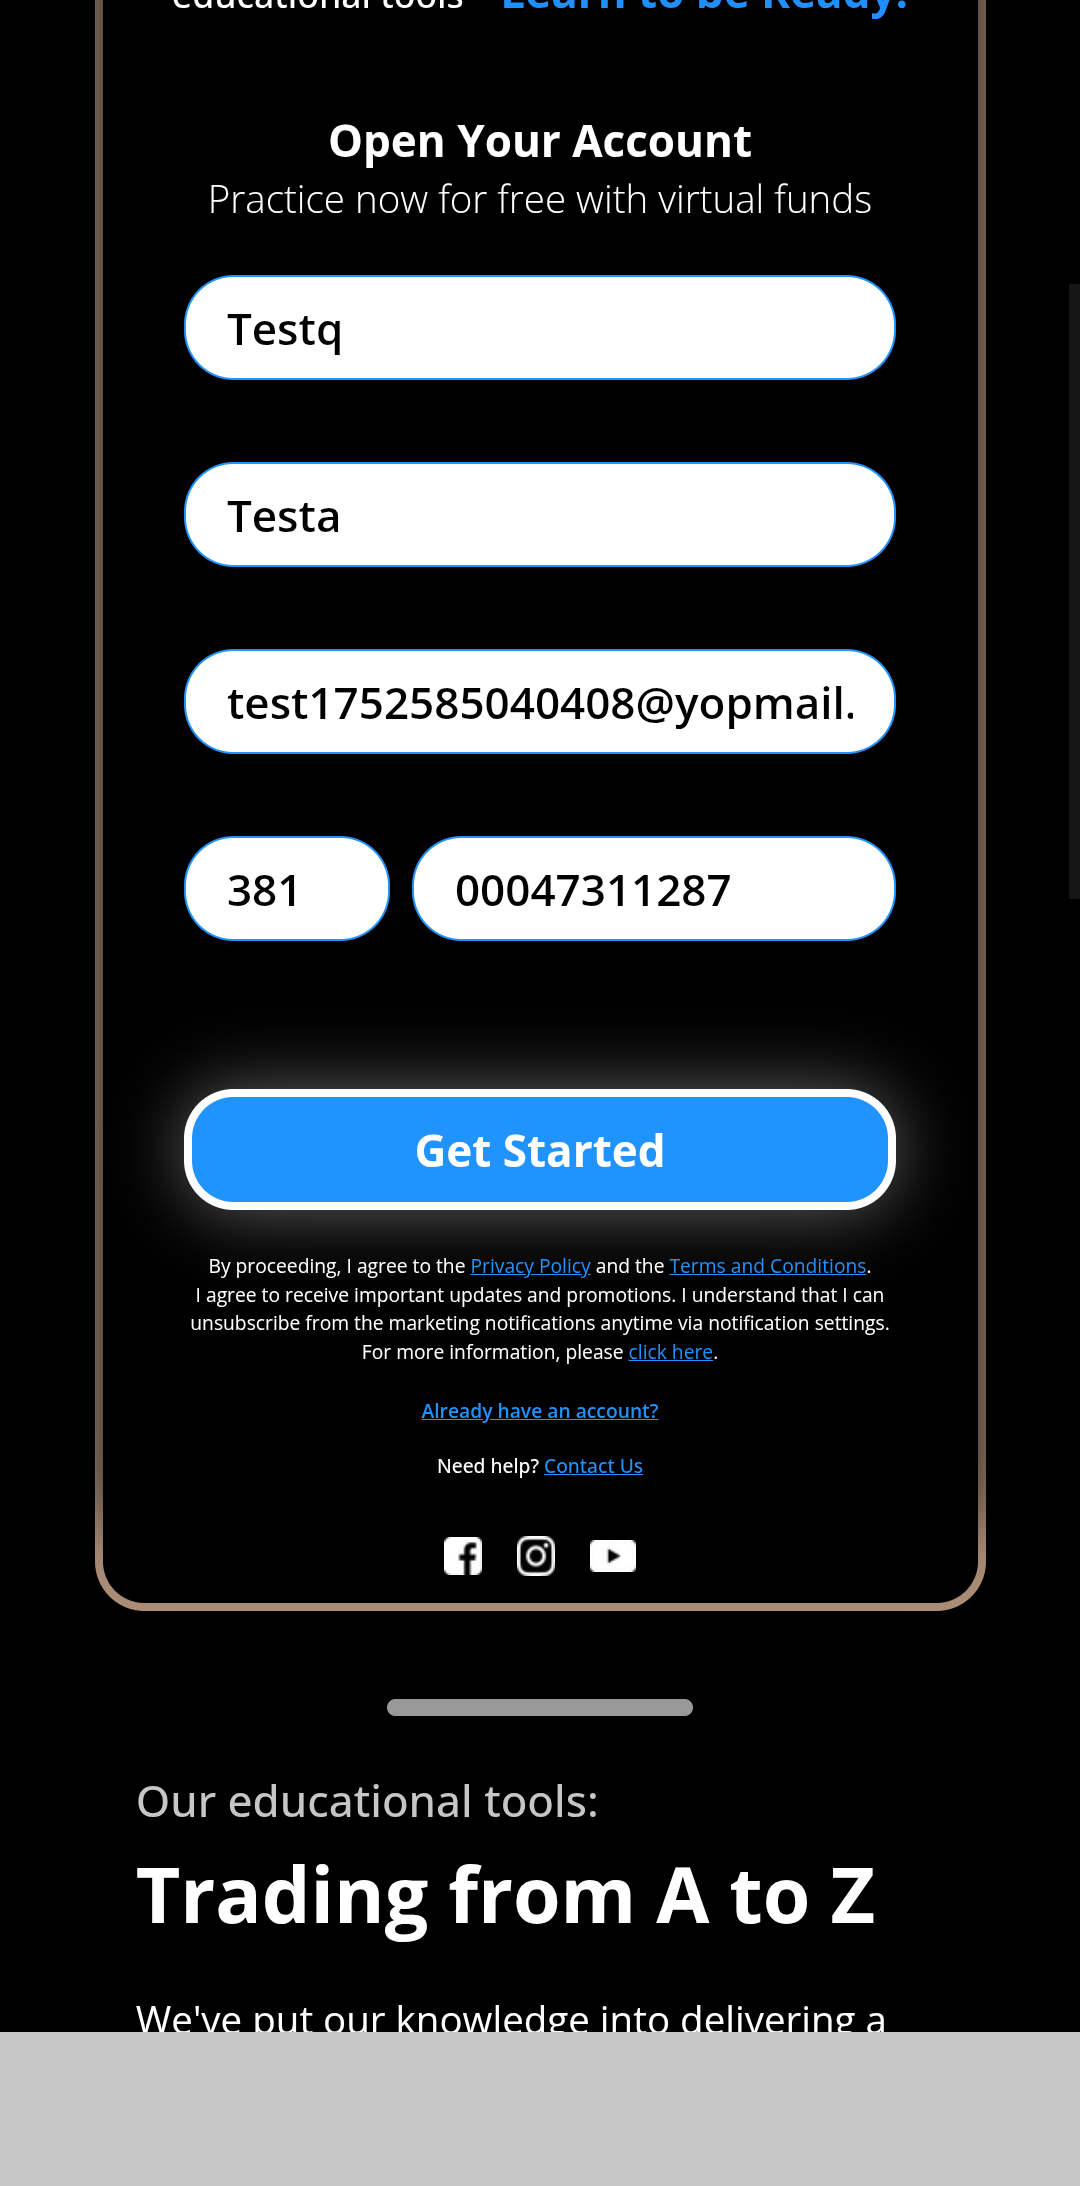 educational tools Learn to be Ready.
Open Your Account
Practice now for free with virtual funds
Testq
Testa
test1752585040408@yopmail.
381 00047311287
Get Started
By proceeding, I agree to the Privacy Policy and the Terms and Conditions.
I agree to receive important updates and promotions. I understand that I can
unsubscribe from the marketing notifications anytime via notification settings.
For more information, please click here.
Already have an account?
Need help? Contact Us
Our educational tools:
Trading from A to Z
We've put our knowledge into delivering a